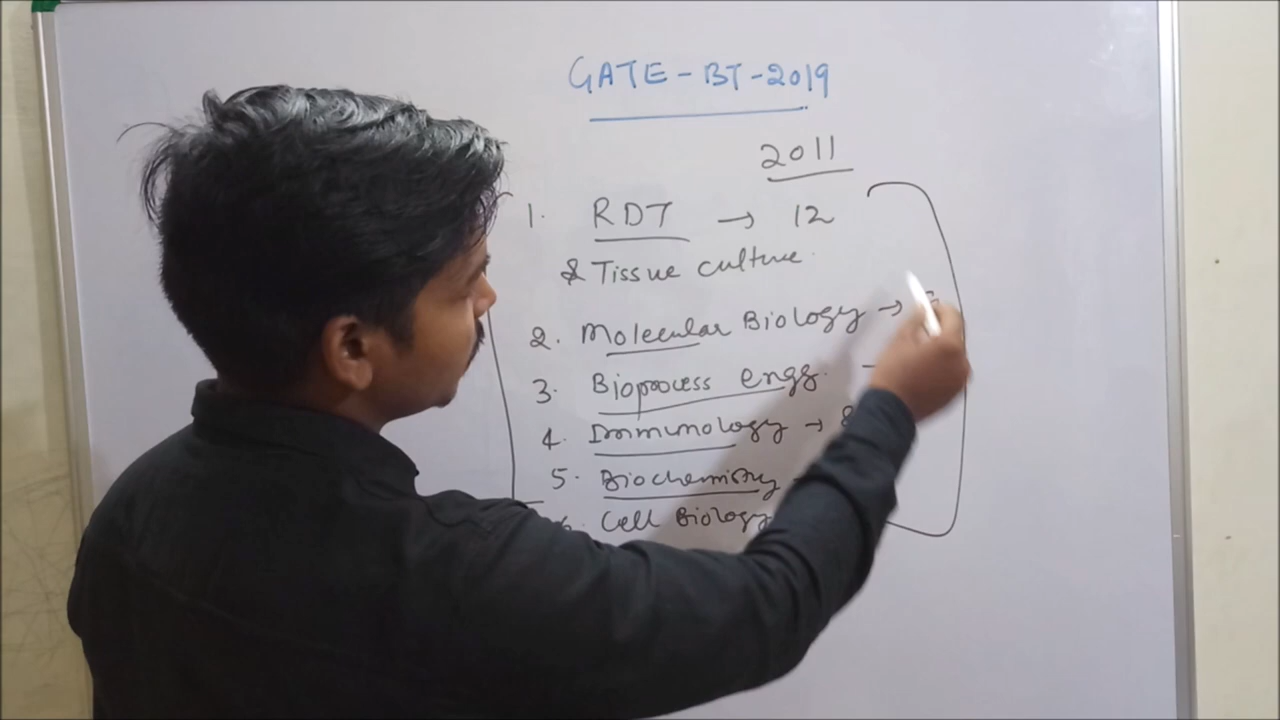 GATE-BT-2019
2011
1. RDT → 12
& Tissue culture.
2. Molecular Biology →
3. Bioprocess engg. →
4. Immunology → 8
5. Biochemistry
6. Cell Biology